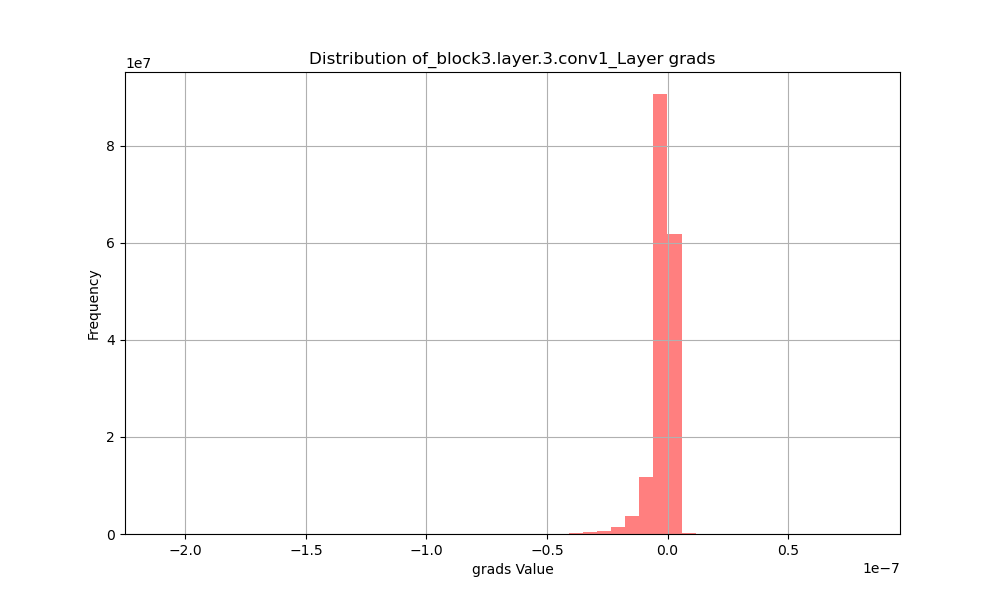 Distribution of_block3.layer.3.conv1_Layer grads
1e7
8
6
4
2
0
Frequency
−2.0 −1.5 −1.0 −0.5 0.0 0.5
grads Value
1e−7